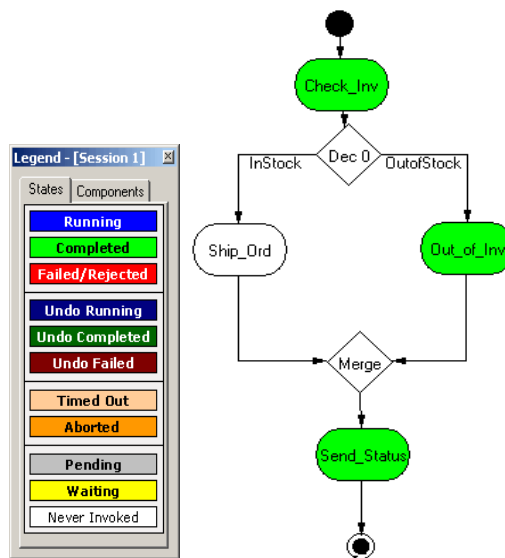 Check_Inv
Dec 0
InStock
OutofStock
Ship_Ord
Out_of_Inv
Merge
Send_Status
Legend - [Session 1]
States
Components
Running
Completed
Failed/Rejected
Undo Running
Undo Completed
Undo Failed
Timed Out
Aborted
Pending
Waiting
Never Invoked